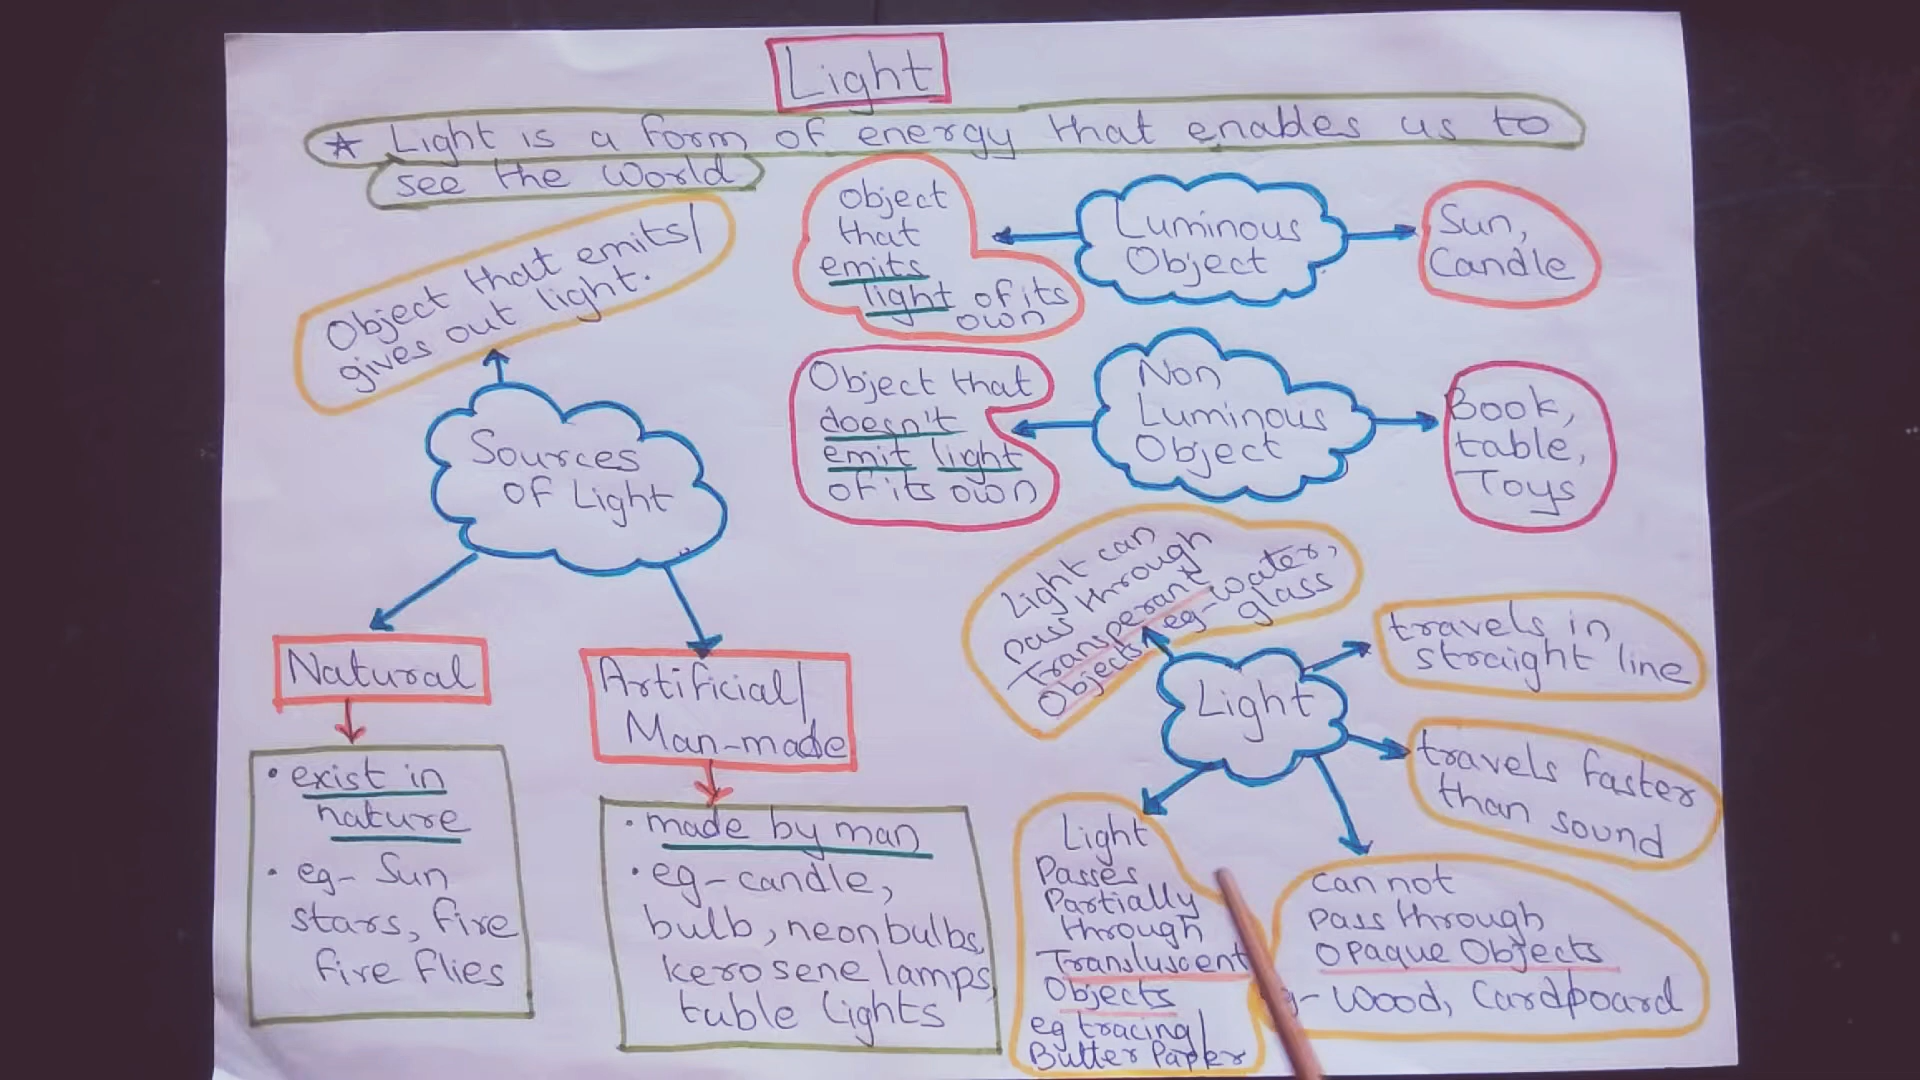 Light
☆ Light is a form of energy that enables us to
see the world
Object that emits/
gives out light.
Sources
of Light
Natural
• exist in
nature
• eg- Sun
stars, fire
fire flies
Artificial/
Man-made
• made by man
• eg-candle,
bulb, neon bulbs,
kerosene lamps,
table lights
Object
that
emits
light of its
own
Luminous
Object
Sun,
Candle
Object that
doesn't
emit light
of its own
Non
Luminous
Object
Book,
table,
Toys
Light can
pass through
Transperant
Objects eg-water,
glass
Light
travels in
straight line
travels faster
than sound
Light
Passes
Partially
through
Transluscent
Objects
eg tracing/
Butter Paper
can not
pass through
Opaque Objects
- wood, Cardboard